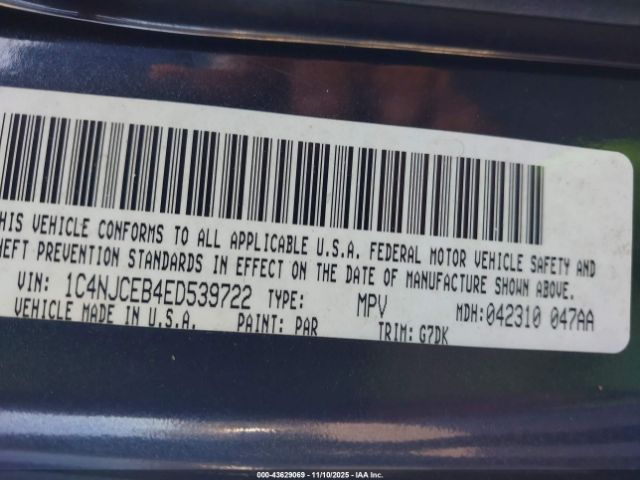 THIS VEHICLE CONFORMS TO ALL APPLICABLE U.S.A. FEDERAL MOTOR VEHICLE SAFETY AND
THEFT PREVENTION STANDARDS IN EFFECT ON THE DATE OF MANUFACTURE SHOWN ABOVE.
VIN: 1C4NJCEB4ED539722 TYPE: MPV MDH:042310 047AA
VEHICLE MADE IN U.S.A. PAINT: PAR TRIM: G7DK
000-43629069 - 11/10/2025 - © IAA Inc.